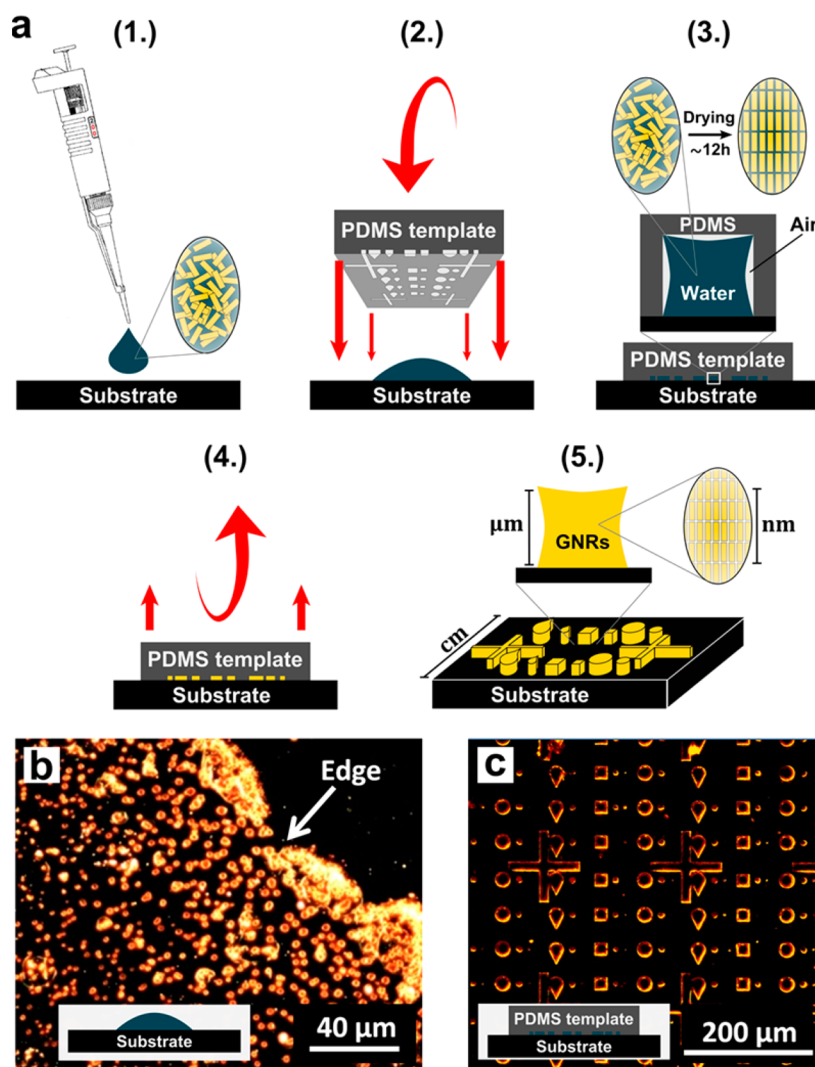 a
(1.)
(2.)
(3.)
Drying
~12h
PDMS template
PDMS
Air
Water
PDMS template
Substrate
Substrate
Substrate
(4.)
(5.)
μm
GNRs
nm
PDMS template
Substrate
cm
Substrate
b
Edge
Substrate
40 μm
c
PDMS template
Substrate
200 μm